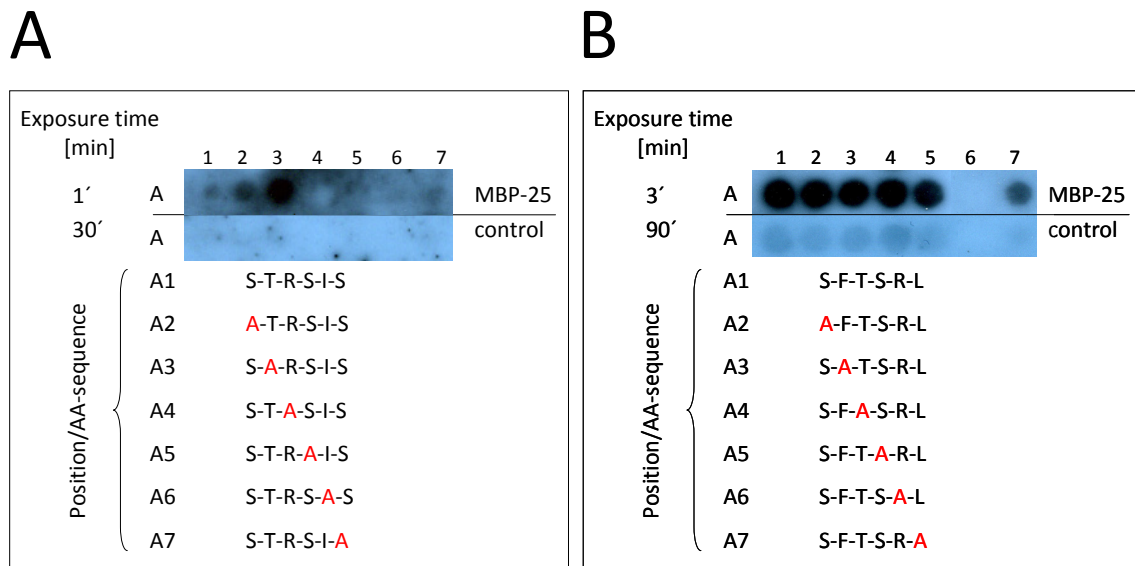 A
Exposure time
[min]
1 2 3 4 5 6 7
1´ A MBP-25
30´ A control
Position/AA-sequence
A1 S-T-R-S-I-S
A2 A-T-R-S-I-S
A3 S-A-R-S-I-S
A4 S-T-A-S-I-S
A5 S-T-R-A-I-S
A6 S-T-R-S-A-S
A7 S-T-R-S-I-A
B
Exposure time
[min]
1 2 3 4 5 6 7
3´ A MBP-25
90´ A control
Position/AA-sequence
A1 S-F-T-S-R-L
A2 A-F-T-S-R-L
A3 S-A-T-S-R-L
A4 S-F-A-S-R-L
A5 S-F-T-A-R-L
A6 S-F-T-S-A-L
A7 S-F-T-S-R-A